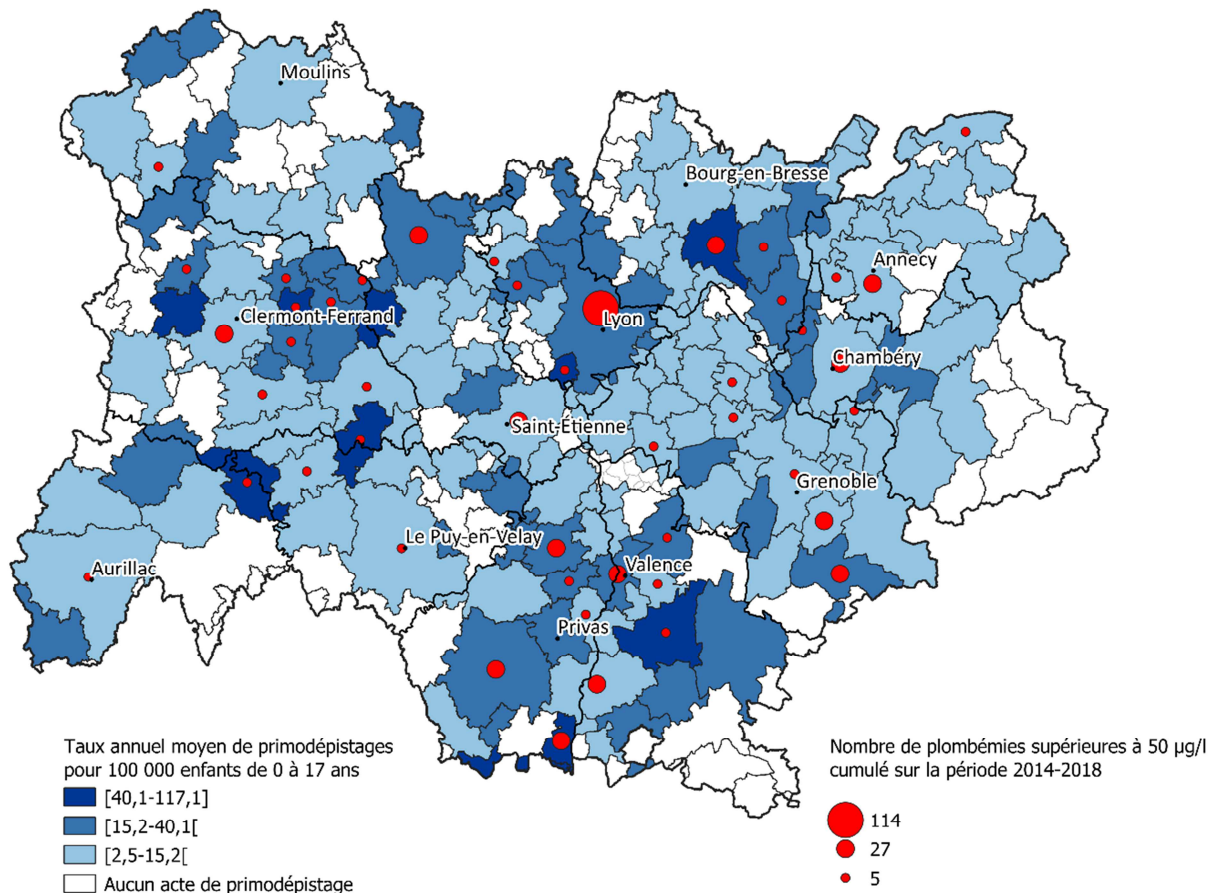 Moulins
Bourg-en-Bresse
Annecy
Clermont-Ferrand
Lyon
Chambéry
Saint-Étienne
Grenoble
Le Puy-en-Velay
Aurillac
Valence
Privas
Taux annuel moyen de primodépistages
pour 100 000 enfants de 0 à 17 ans
[40,1-117,1]
[15,2-40,1[
[2,5-15,2[
Aucun acte de primodépistage
Nombre de plombémies supérieures à 50 µg/l
cumulé sur la période 2014-2018
114
27
5